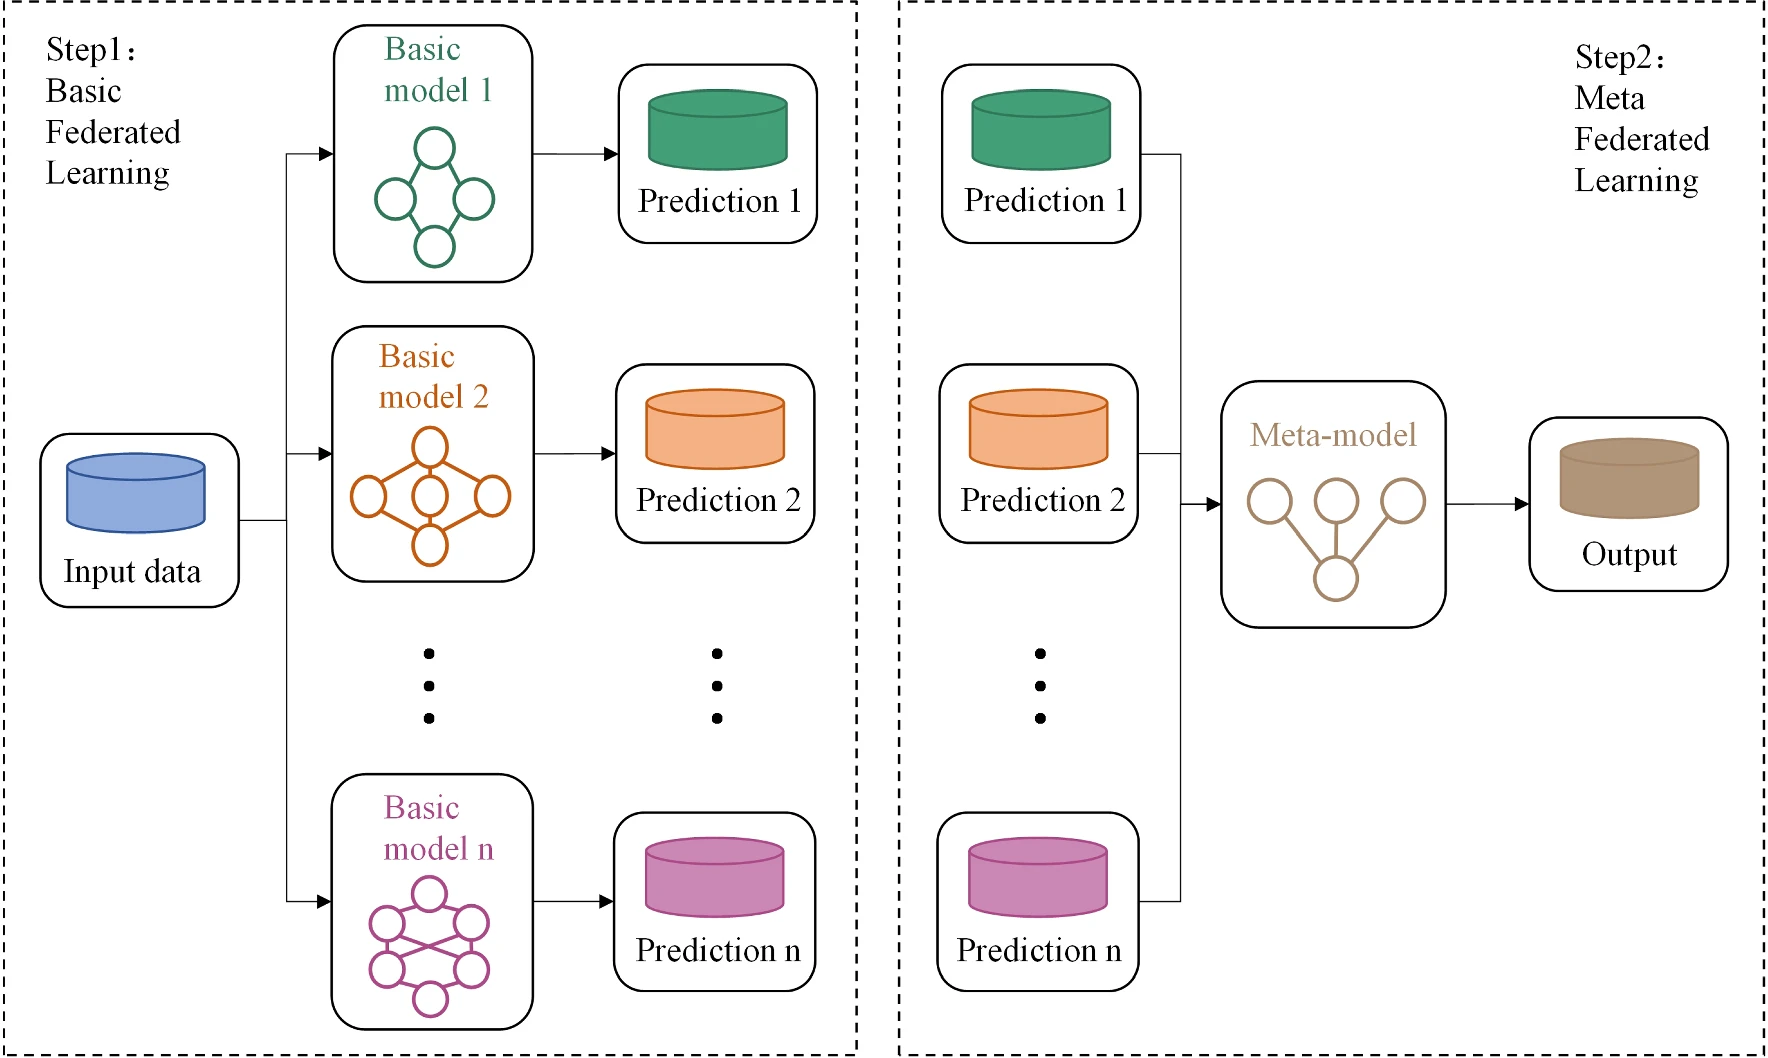 Step1：
Basic
Federated
Learning
Basic
model 1
Prediction 1
Basic
model 2
Prediction 2
Input data
Basic
model n
Prediction n
Step2：
Meta
Federated
Learning
Prediction 1
Prediction 2
Prediction n
Meta-model
Output